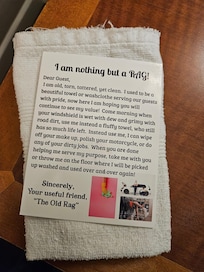 I am nothing but a RAG!
Dear Guest,
I am old, torn, tattered, yet clean. I used to be a
beautiful towel or washclothe serving our guests
with pride, now here I am hoping you will
continue to see my value! Come morning when
your windshield is wet with dew and griming with
road dirt, use me instead a fluffy towel, who still
has so much life left. Instead use me, I can wipe
off your make up, polish your motorcycle, or do
any of your dirty jobs. When you are done
helping me serve my purpose, take me with you
or throw me on the floor where I will be picked
up washed and used over and over again!
Sincerely,
Your useful friend,
"The Old Rag"